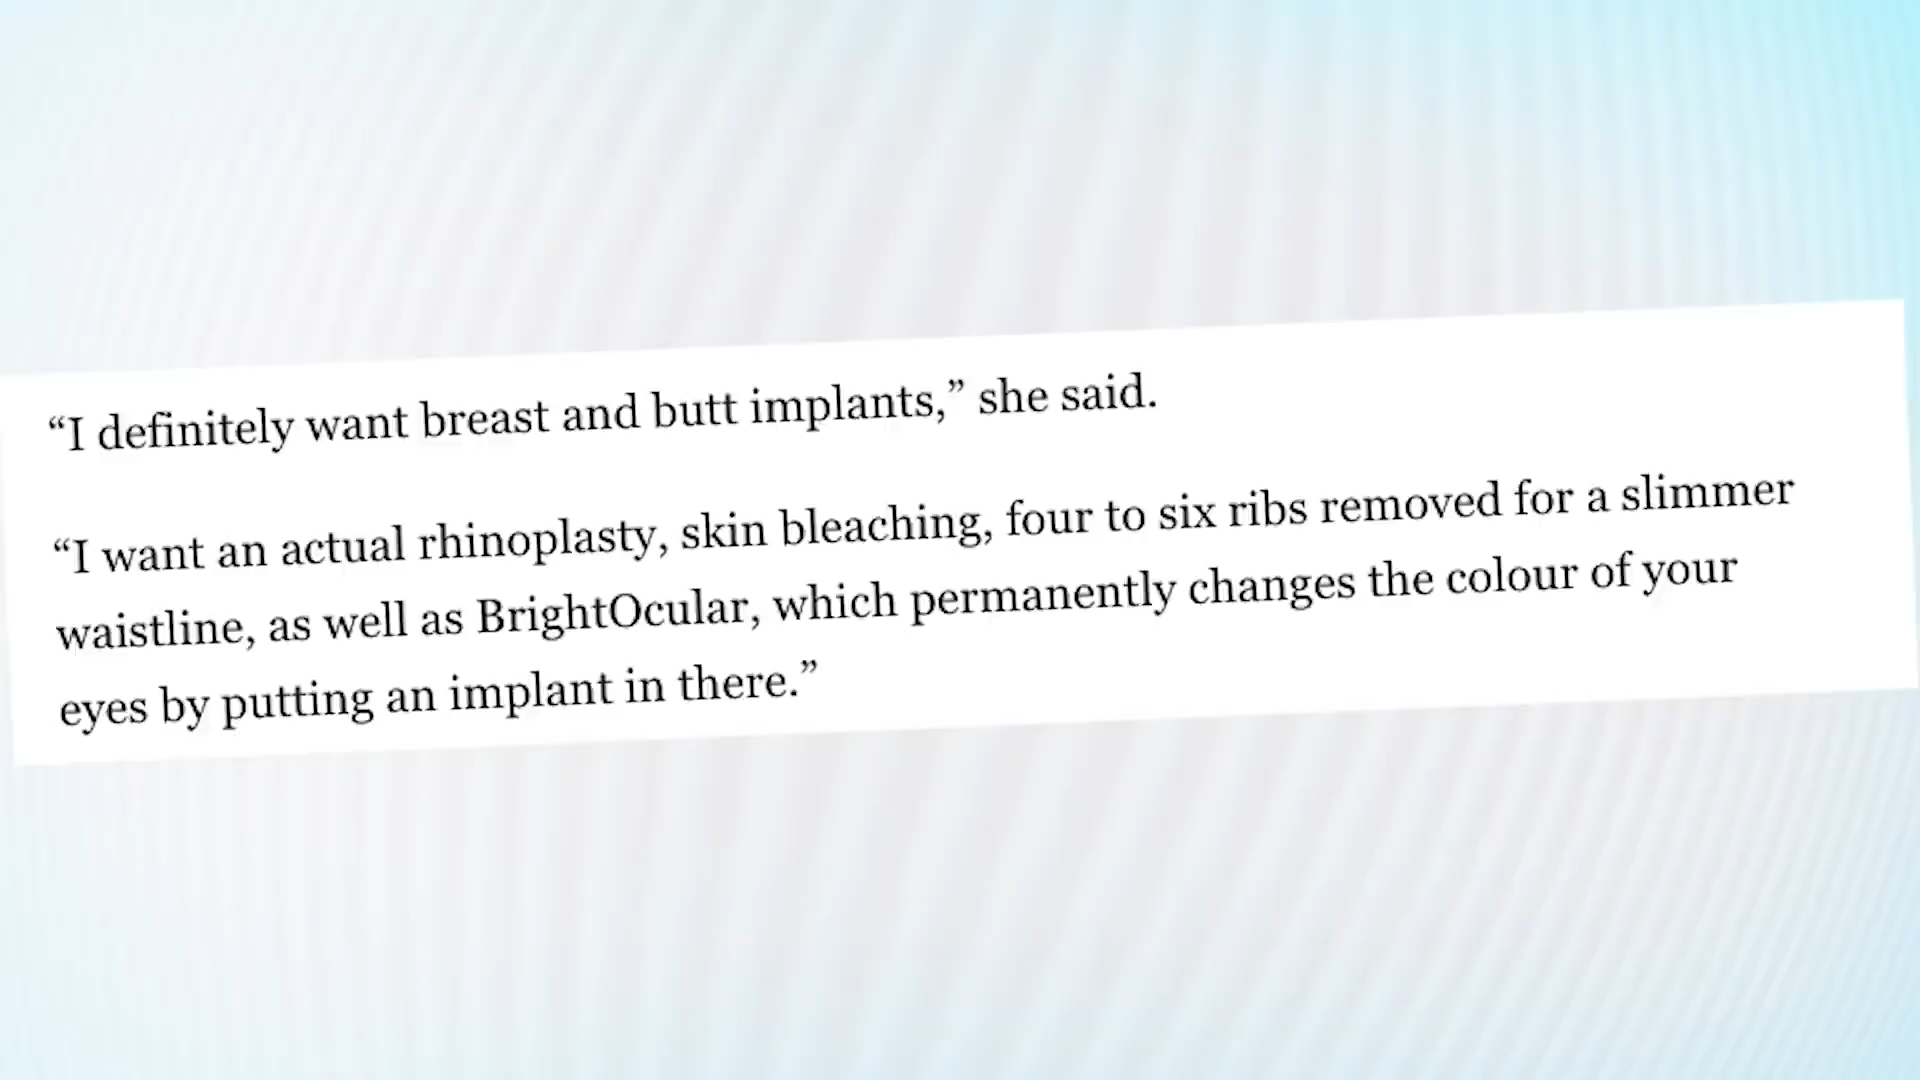 “I definitely want breast and butt implants,” she said.
“I want an actual rhinoplasty, skin bleaching, four to six ribs removed for a slimmer
waistline, as well as BrightOcular, which permanently changes the colour of your
eyes by putting an implant in there.”